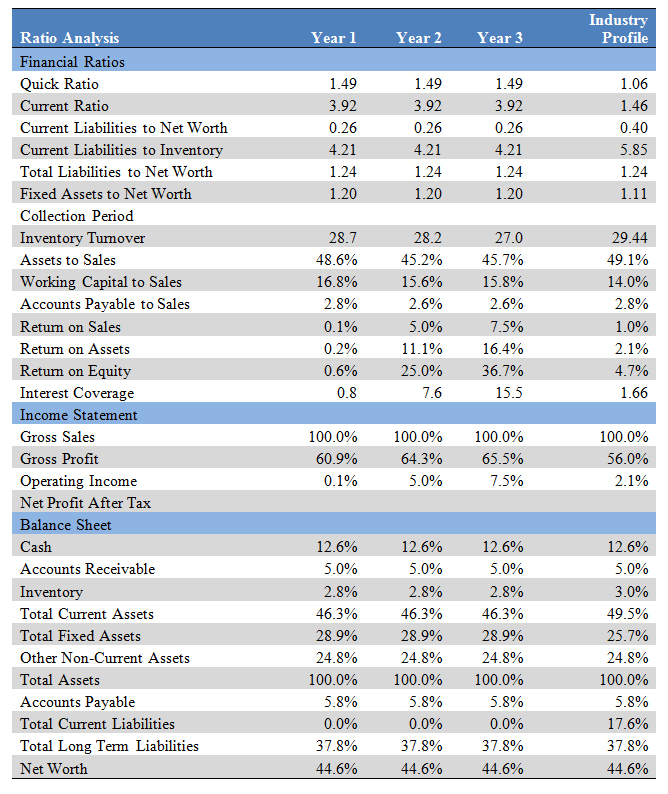 Ratio Analysis Year 1 Year 2 Year 3 Industry Profile
Financial Ratios
Quick Ratio 1.49 1.49 1.49 1.06
Current Ratio 3.92 3.92 3.92 1.46
Current Liabilities to Net Worth 0.26 0.26 0.26 0.40
Current Liabilities to Inventory 4.21 4.21 4.21 5.85
Total Liabilities to Net Worth 1.24 1.24 1.24 1.24
Fixed Assets to Net Worth 1.20 1.20 1.20 1.11
Collection Period
Inventory Turnover 28.7 28.2 27.0 29.44
Assets to Sales 48.6% 45.2% 45.7% 49.1%
Working Capital to Sales 16.8% 15.6% 15.8% 14.0%
Accounts Payable to Sales 2.8% 2.6% 2.6% 2.8%
Return on Sales 0.1% 5.0% 7.5% 1.0%
Return on Assets 0.2% 11.1% 16.4% 2.1%
Return on Equity 0.6% 25.0% 36.7% 4.7%
Interest Coverage 0.8 7.6 15.5 1.66
Income Statement
Gross Sales 100.0% 100.0% 100.0% 100.0%
Gross Profit 60.9% 64.3% 65.5% 56.0%
Operating Income 0.1% 5.0% 7.5% 2.1%
Net Profit After Tax
Balance Sheet
Cash 12.6% 12.6% 12.6% 12.6%
Accounts Receivable 5.0% 5.0% 5.0% 5.0%
Inventory 2.8% 2.8% 2.8% 3.0%
Total Current Assets 46.3% 46.3% 46.3% 49.5%
Total Fixed Assets 28.9% 28.9% 28.9% 25.7%
Other Non-Current Assets 24.8% 24.8% 24.8% 24.8%
Total Assets 100.0% 100.0% 100.0% 100.0%
Accounts Payable 5.8% 5.8% 5.8% 5.8%
Total Current Liabilities 0.0% 0.0% 0.0% 17.6%
Total Long Term Liabilities 37.8% 37.8% 37.8% 37.8%
Net Worth 44.6% 44.6% 44.6% 44.6%